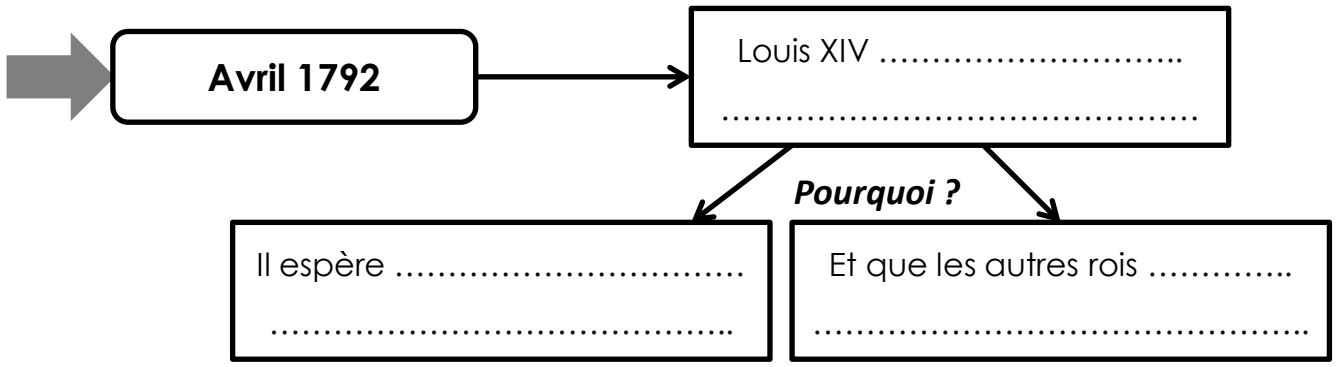 Avril 1792
Louis XIV ………………………..
………………………………………
Pourquoi ?
Il espère ……………………………
……………………………………..
Et que les autres rois …………..
………………………………………..